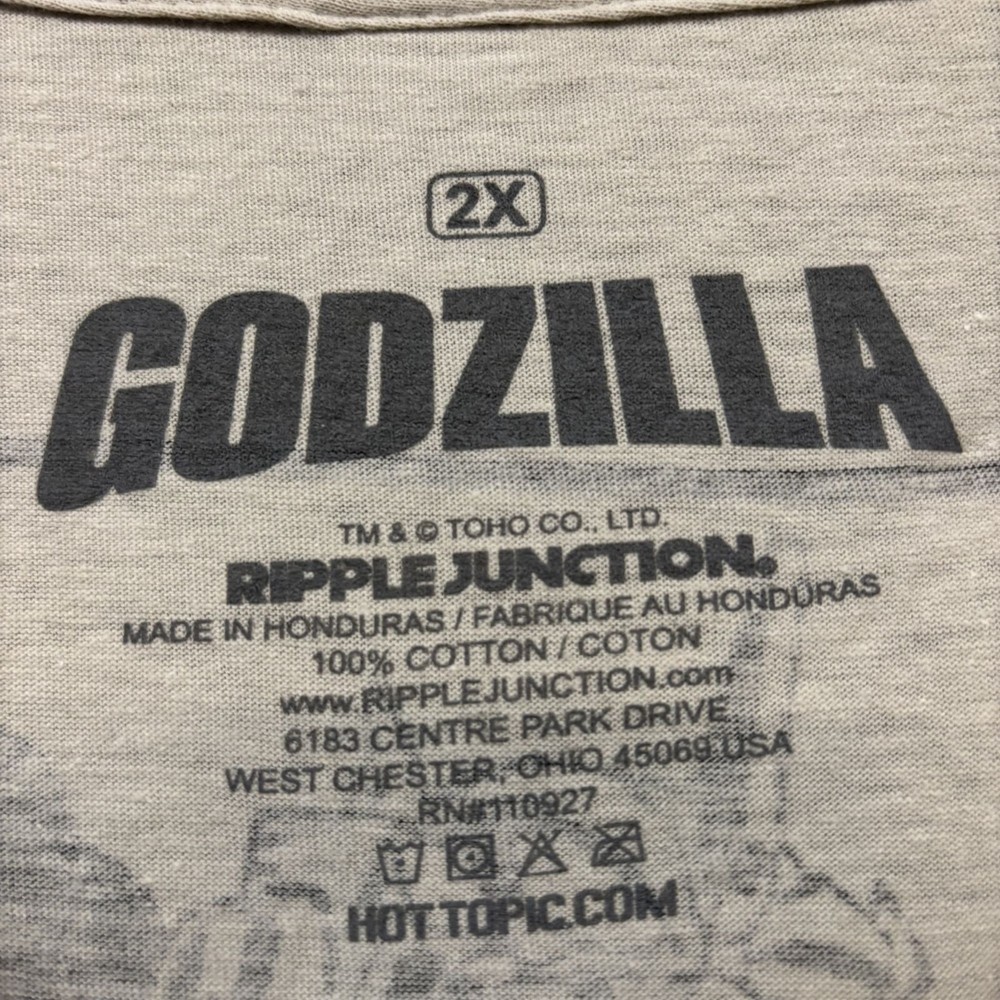 2X
GODZILLA
TM & © TOHO CO., LTD.
RIPPLE JUNCTION®
MADE IN HONDURAS / FABRIQUE AU HONDURAS
100% COTTON / COTON
www.RIPPLEJUNCTION.com
6183 CENTRE PARK DRIVE
WEST CHESTER, OHIO 45069 USA
RN#110927
HOTTOPIC.COM